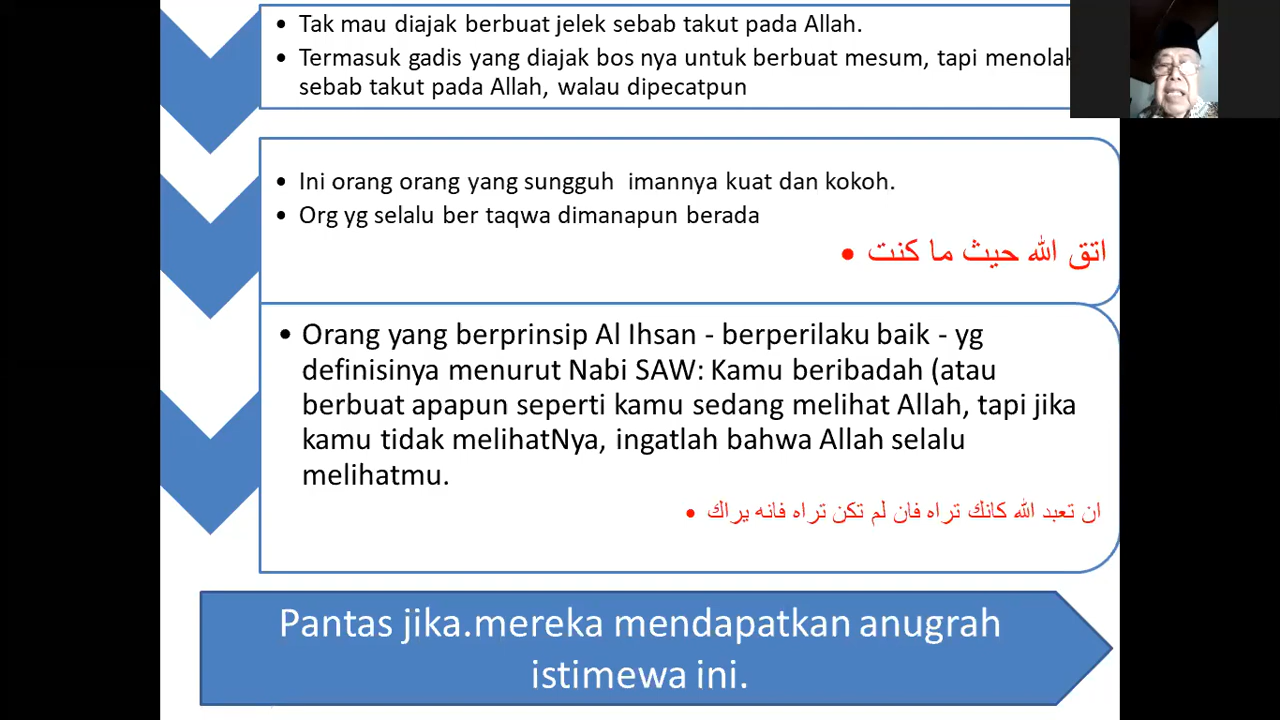 • Tak mau diajak berbuat jelek sebab takut pada Allah.
• Termasuk gadis yang diajak bos nya untuk berbuat mesum, tapi menolak
sebab takut pada Allah, walau dipecatpun
• Ini orang orang yang sungguh imannya kuat dan kokoh.
• Org yg selalu ber taqwa dimanapun berada
• اتق الله حيث ما كنت
• Orang yang berprinsip Al Ihsan - berperilaku baik - yg
definisinya menurut Nabi SAW: Kamu beribadah (atau
berbuat apapun seperti kamu sedang melihat Allah, tapi jika
kamu tidak melihatNya, ingatlah bahwa Allah selalu
melihatmu.
• ان تعبد الله كانك تراه فان لم تكن تراه فانه يراك
Pantas jika.mereka mendapatkan anugrah
istimewa ini.